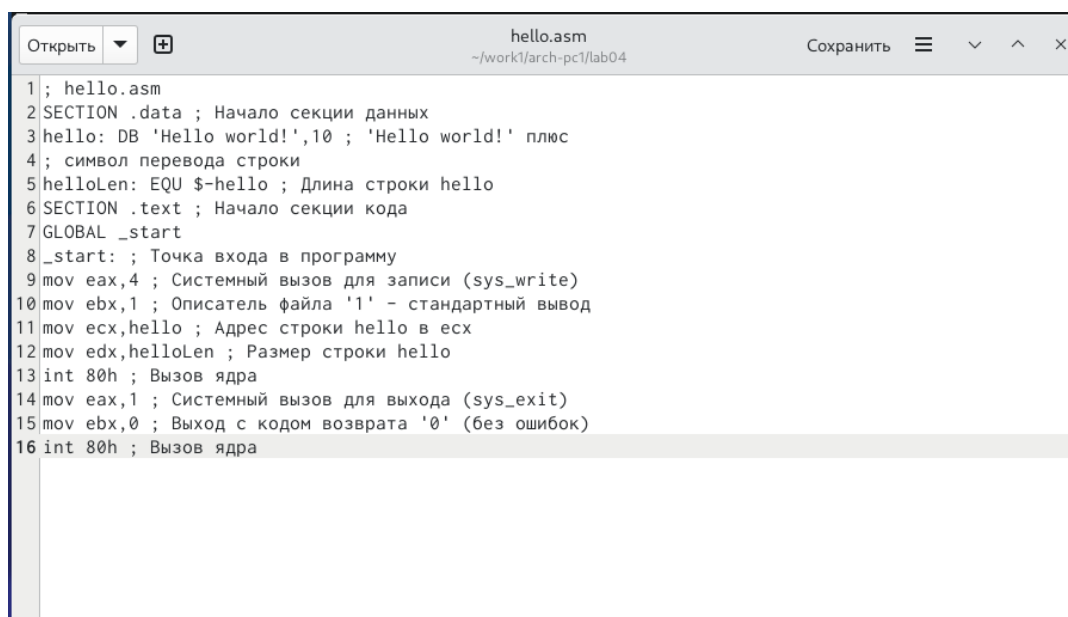 Открыть
hello.asm
~/work1/arch-pc1/lab04
Сохранить
1 ; hello.asm
2 SECTION .data ; Начало секции данных
3 hello: DB 'Hello world!',10 ; 'Hello world!' плюс
4 ; символ перевода строки
5 helloLen: EQU $-hello ; Длина строки hello
6 SECTION .text ; Начало секции кода
7 GLOBAL _start
8 _start: ; Точка входа в программу
9 mov eax,4 ; Системный вызов для записи (sys_write)
10 mov ebx,1 ; Описатель файла '1' - стандартный вывод
11 mov ecx,hello ; Адрес строки hello в ecx
12 mov edx,helloLen ; Размер строки hello
13 int 80h ; Вызов ядра
14 mov eax,1 ; Системный вызов для выхода (sys_exit)
15 mov ebx,0 ; Выход с кодом возврата '0' (без ошибок)
16 int 80h ; Вызов ядра